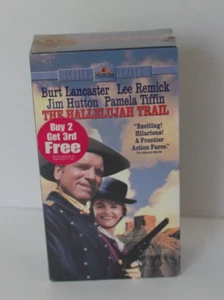 Burt Lancaster Lee Remick
Jim Hutton Pamela Tiffin
THE HALLELUJAH TRAIL
Buy 2
Get 3rd
Free
"Exciting!
Hilarious!
A Frontier
Action Farce."